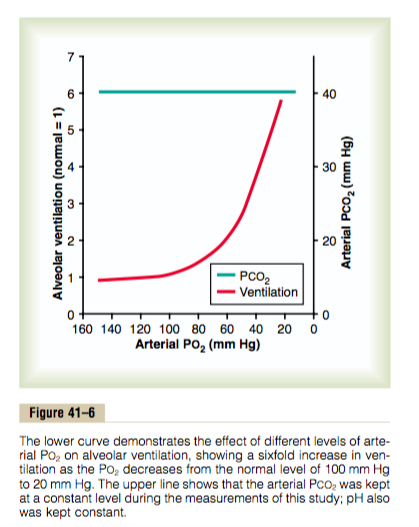 7
6
5
4
3
2
1
0
Alveolar ventilation (normal = 1)
40
30
20
0
Arterial PCO₂ (mm Hg)
PCO₂
Ventilation
160 140 120 100 80 60 40 20 0
Arterial PO₂ (mm Hg)
Figure 41–6
The lower curve demonstrates the effect of different levels of arte-
rial PO₂ on alveolar ventilation, showing a sixfold increase in ven-
tilation as the PO₂ decreases from the normal level of 100 mm Hg
to 20 mm Hg. The upper line shows that the arterial PCO₂ was kept
at a constant level during the measurements of this study; pH also
was kept constant.